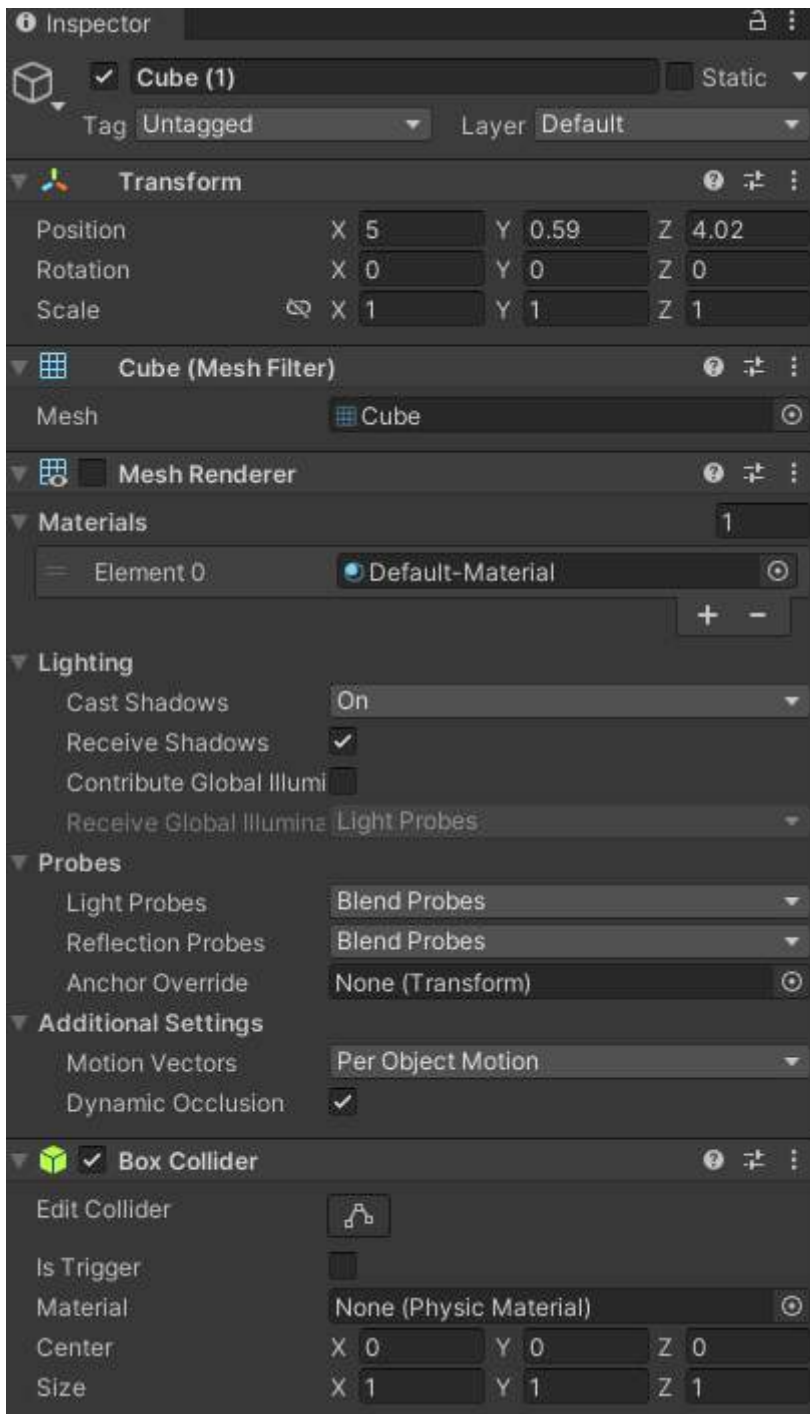 Inspector
Cube (1) Static
Tag Untagged Layer Default
Transform
Position X 5 Y 0.59 Z 4.02
Rotation X 0 Y 0 Z 0
Scale X 1 Y 1 Z 1
Cube (Mesh Filter)
Mesh Cube
Mesh Renderer
Materials 1
Element 0 Default-Material
+ -
Lighting
Cast Shadows On
Receive Shadows
Contribute Global Illumi
Receive Global Illumina Light Probes
Probes
Light Probes Blend Probes
Reflection Probes Blend Probes
Anchor Override None (Transform)
Additional Settings
Motion Vectors Per Object Motion
Dynamic Occlusion
Box Collider
Edit Collider
Is Trigger
Material None (Physic Material)
Center X 0 Y 0 Z 0
Size X 1 Y 1 Z 1